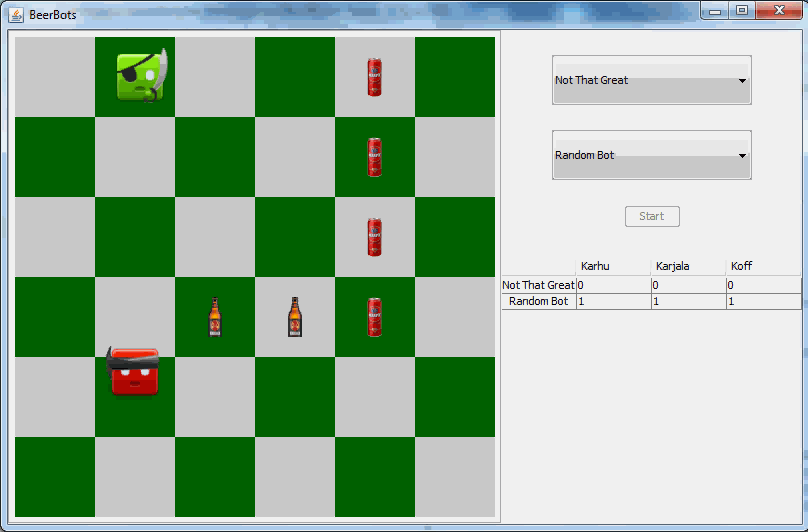 BeerBots
Not That Great
Random Bot
Start
Karhu Karjala Koff
Not That Great 0 0 0
Random Bot 1 1 1